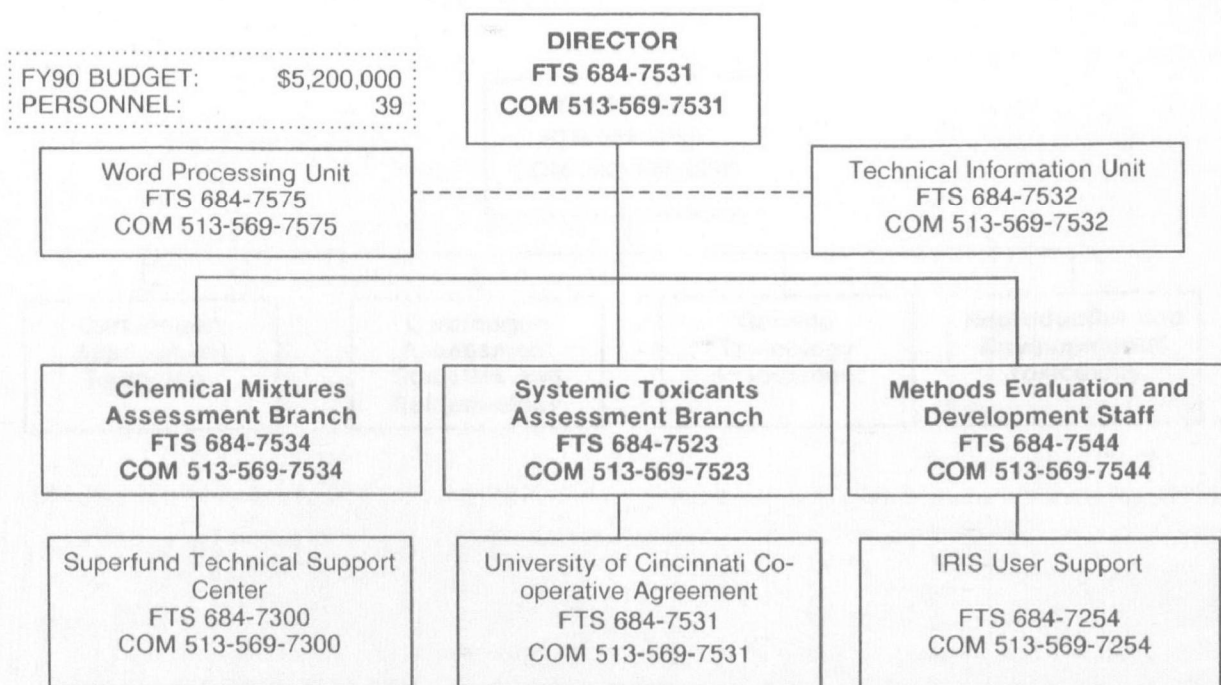 DIRECTOR
FTS 684-7531
COM 513-569-7531
FY90 BUDGET: $5,200,000
PERSONNEL: 39
Word Processing Unit
FTS 684-7575
COM 513-569-7575
Technical Information Unit
FTS 684-7532
COM 513-569-7532
Chemical Mixtures
Assessment Branch
FTS 684-7534
COM 513-569-7534
Systemic Toxicants
Assessment Branch
FTS 684-7523
COM 513-569-7523
Methods Evaluation and
Development Staff
FTS 684-7544
COM 513-569-7544
Superfund Technical Support
Center
FTS 684-7300
COM 513-569-7300
University of Cincinnati Co-
operative Agreement
FTS 684-7531
COM 513-569-7531
IRIS User Support
FTS 684-7254
COM 513-569-7254